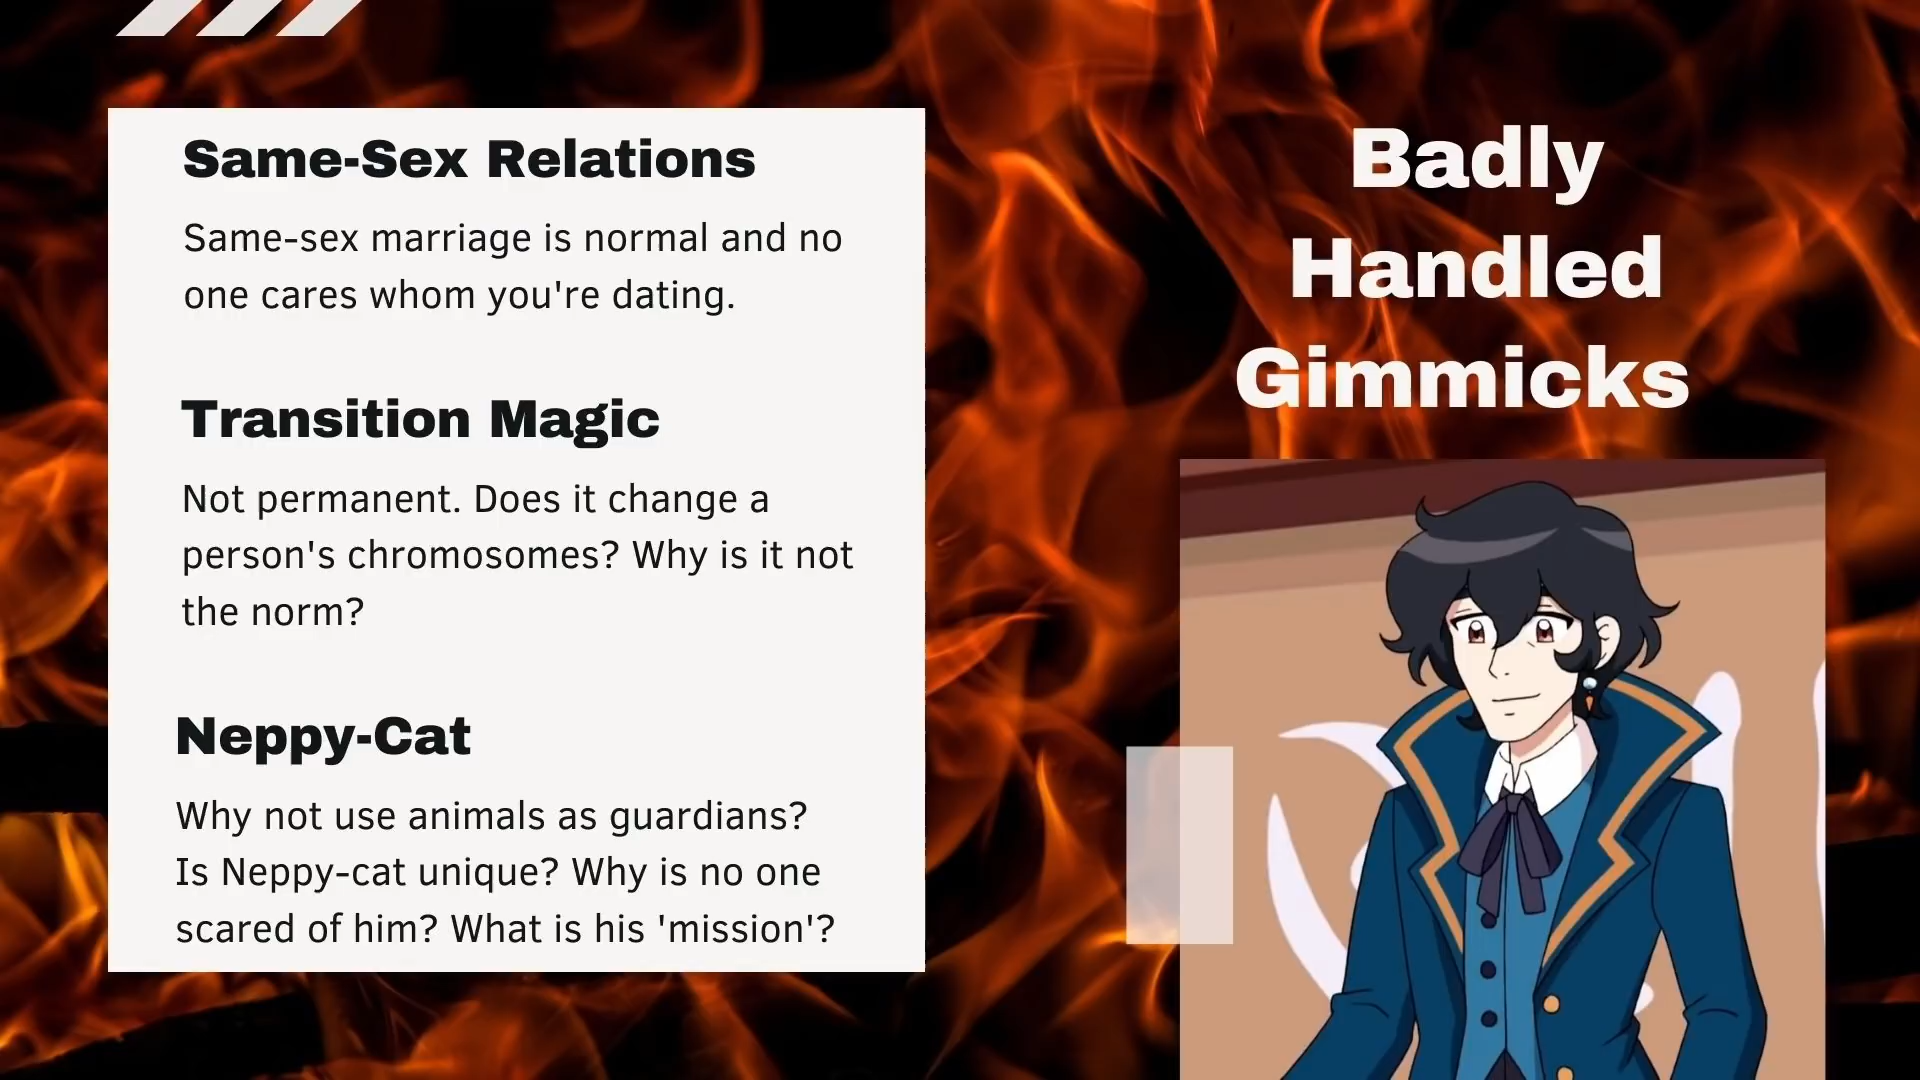 Same-Sex Relations
Same-sex marriage is normal and no
one cares whom you're dating.
Transition Magic
Not permanent. Does it change a
person's chromosomes? Why is it not
the norm?
Neppy-Cat
Why not use animals as guardians?
Is Neppy-cat unique? Why is no one
scared of him? What is his 'mission'?
Badly
Handled
Gimmicks